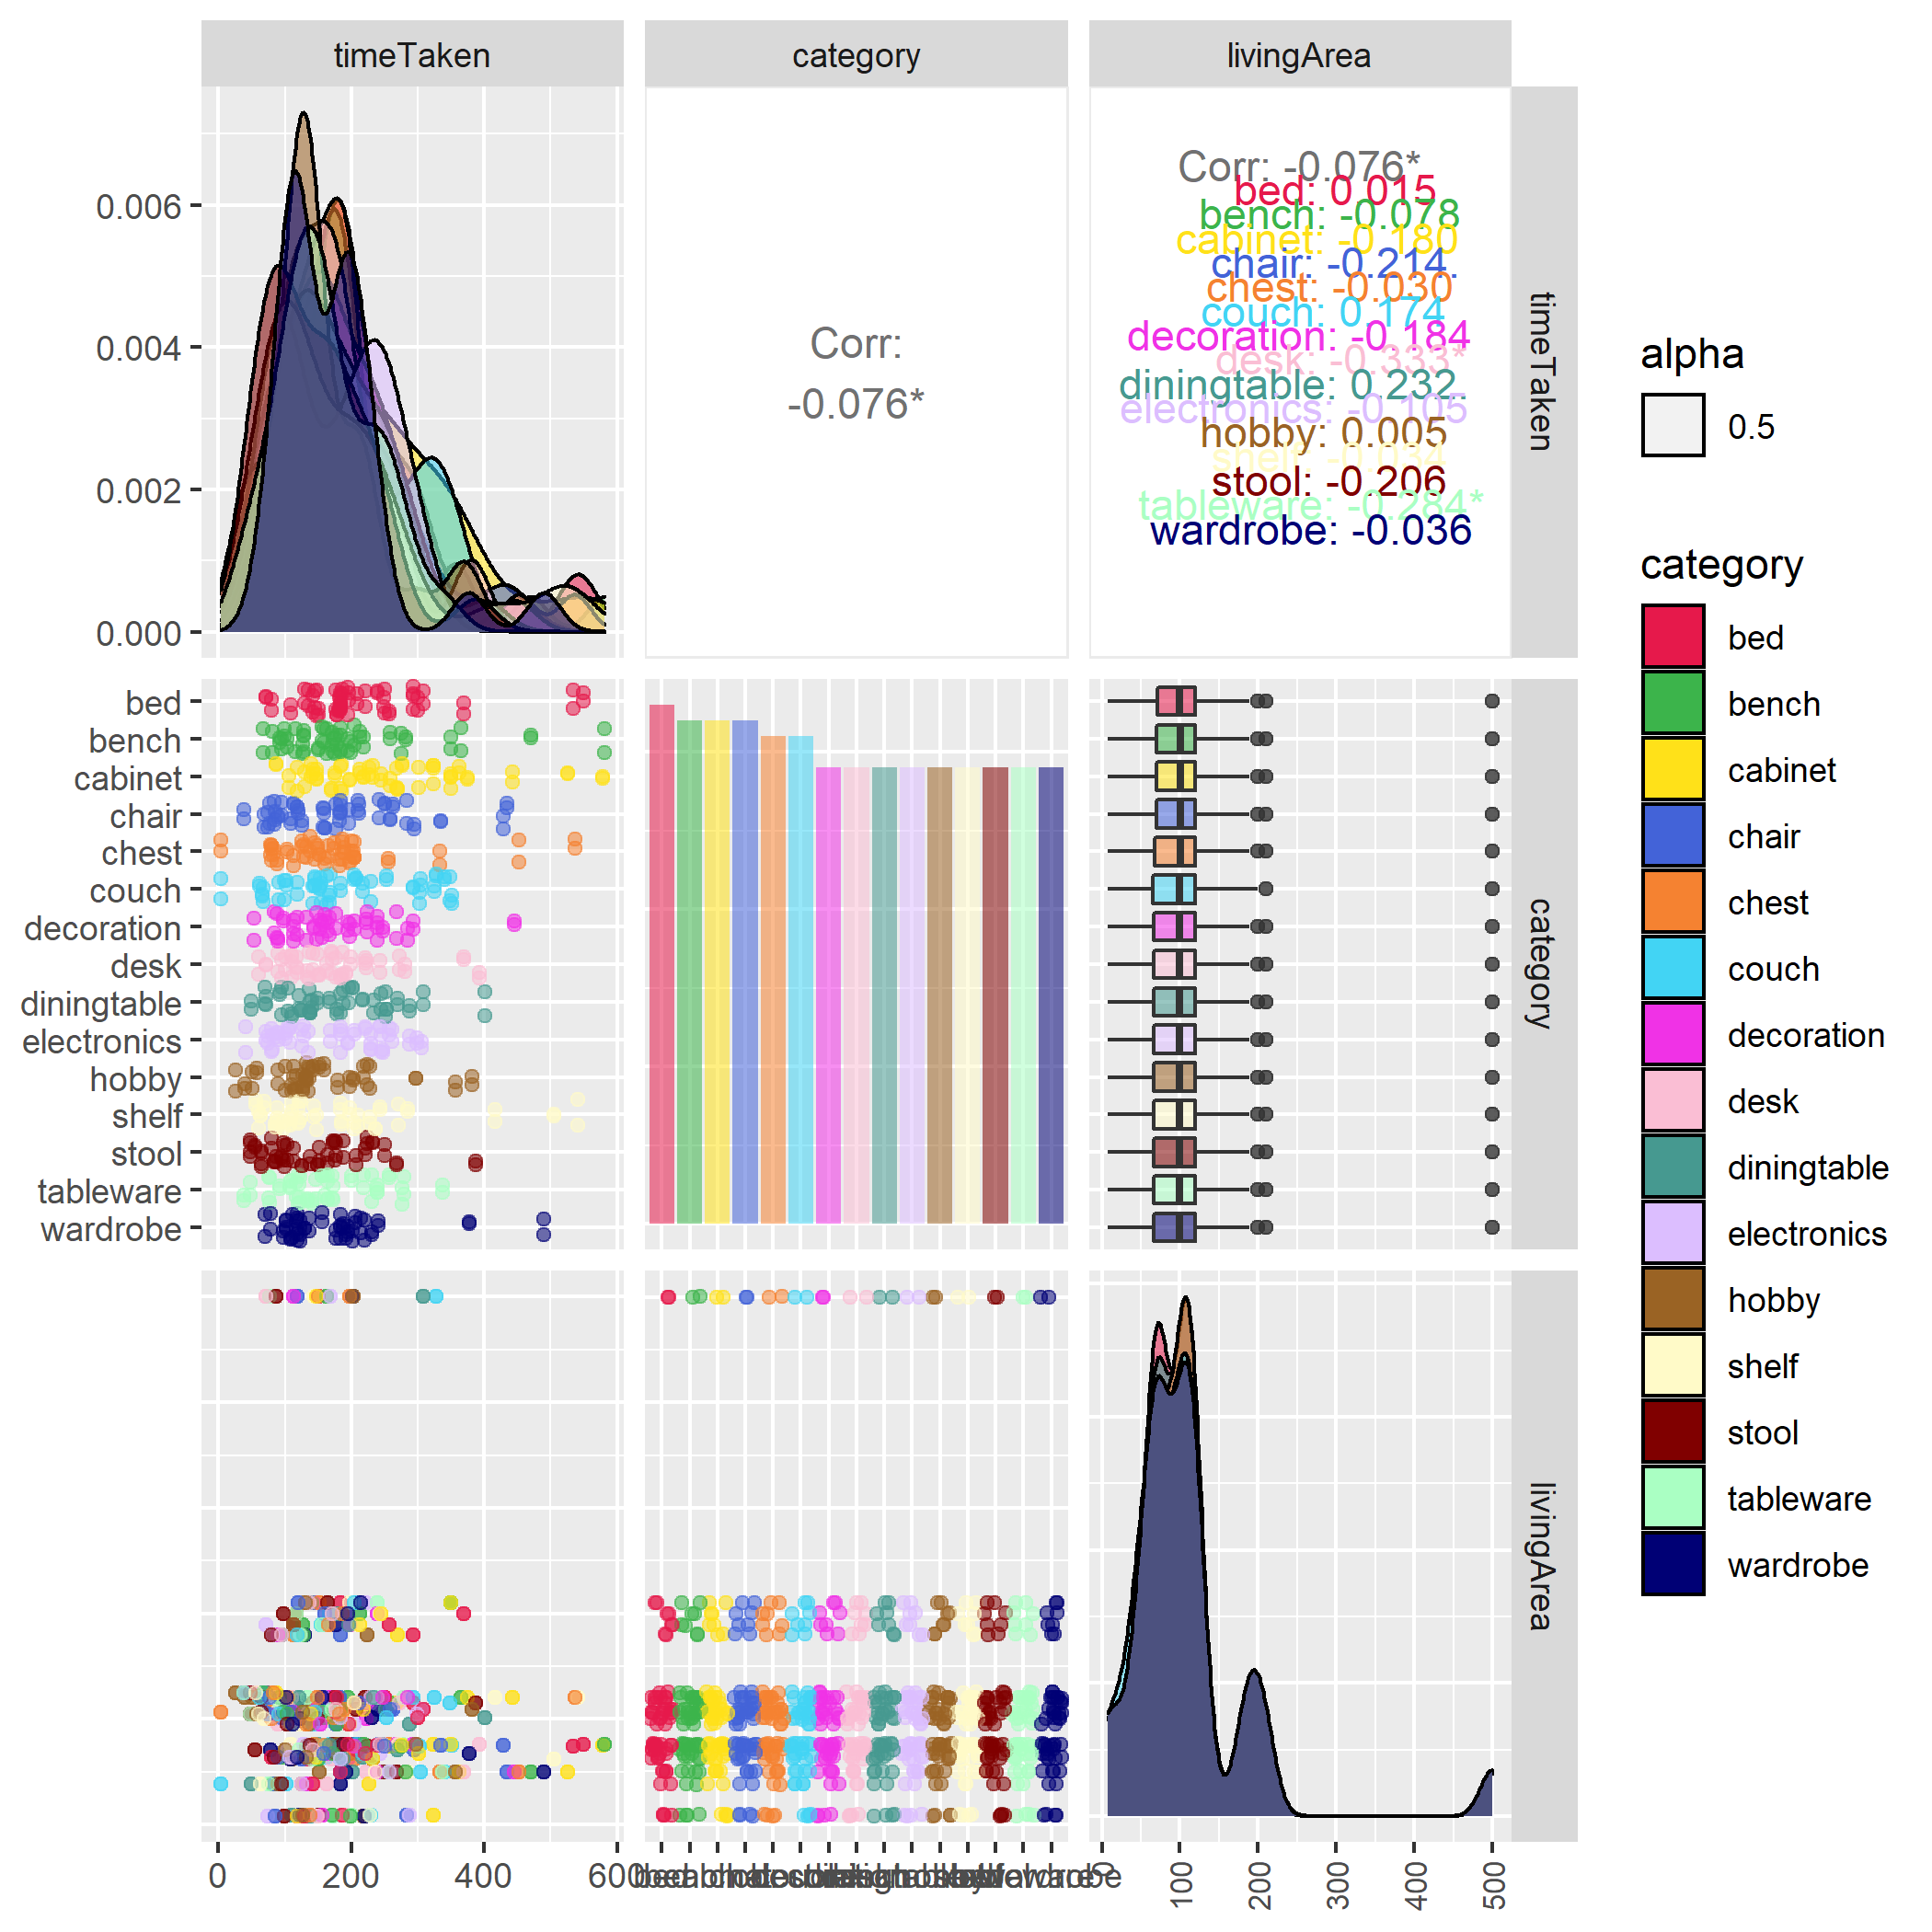 timeTaken
category
livingArea
0.006
0.004
0.002
0.000
Corr:
-0.076*
Corr: -0.076*
bed: 0.015
bench: -0.078
cabinet: -0.180
chair: -0.214.
chest: -0.030
couch: 0.174
decoration: -0.184
desk: -0.333*
diningtable: 0.232.
electronics: -0.105
hobby: 0.005
shelf: -0.034
stool: -0.206
tableware: -0.284*
wardrobe: -0.036
timeTaken
bed
bench
cabinet
chair
chest
couch
decoration
desk
diningtable
electronics
hobby
shelf
stool
tableware
wardrobe
category
livingArea
0
200
400
600
0
100
200
300
400
500
alpha
0.5
category
bed
bench
cabinet
chair
chest
couch
decoration
desk
diningtable
electronics
hobby
shelf
stool
tableware
wardrobe